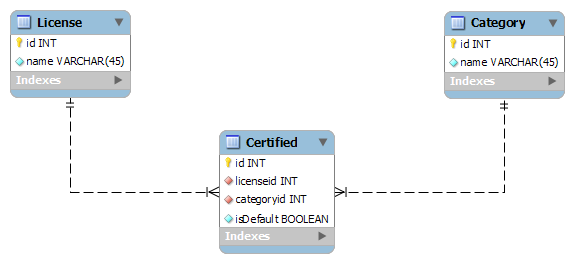 License
id INT
name VARCHAR(45)
Indexes
Category
id INT
name VARCHAR(45)
Indexes
Certified
id INT
licenseid INT
categoryid INT
isDefault BOOLEAN
Indexes